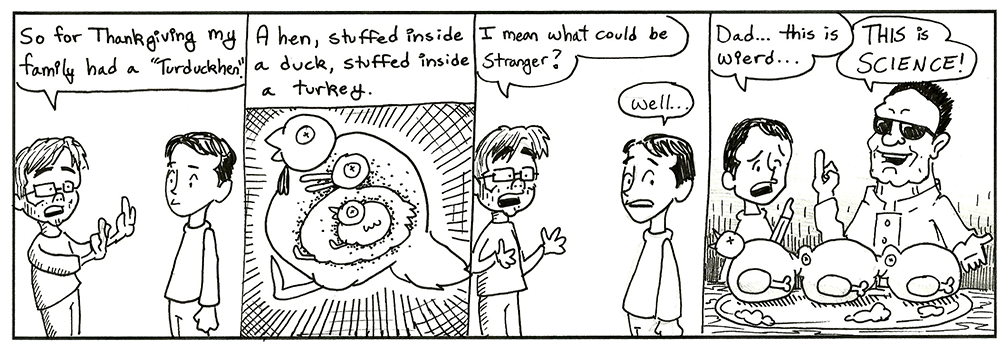 So for Thanksgiving my
family had a "Turduckhen".
A hen, stuffed inside
a duck, stuffed inside
a turkey.
I mean what could be
Stranger?
well...
Dad... this is
wierd...
THIS is
SCIENCE!